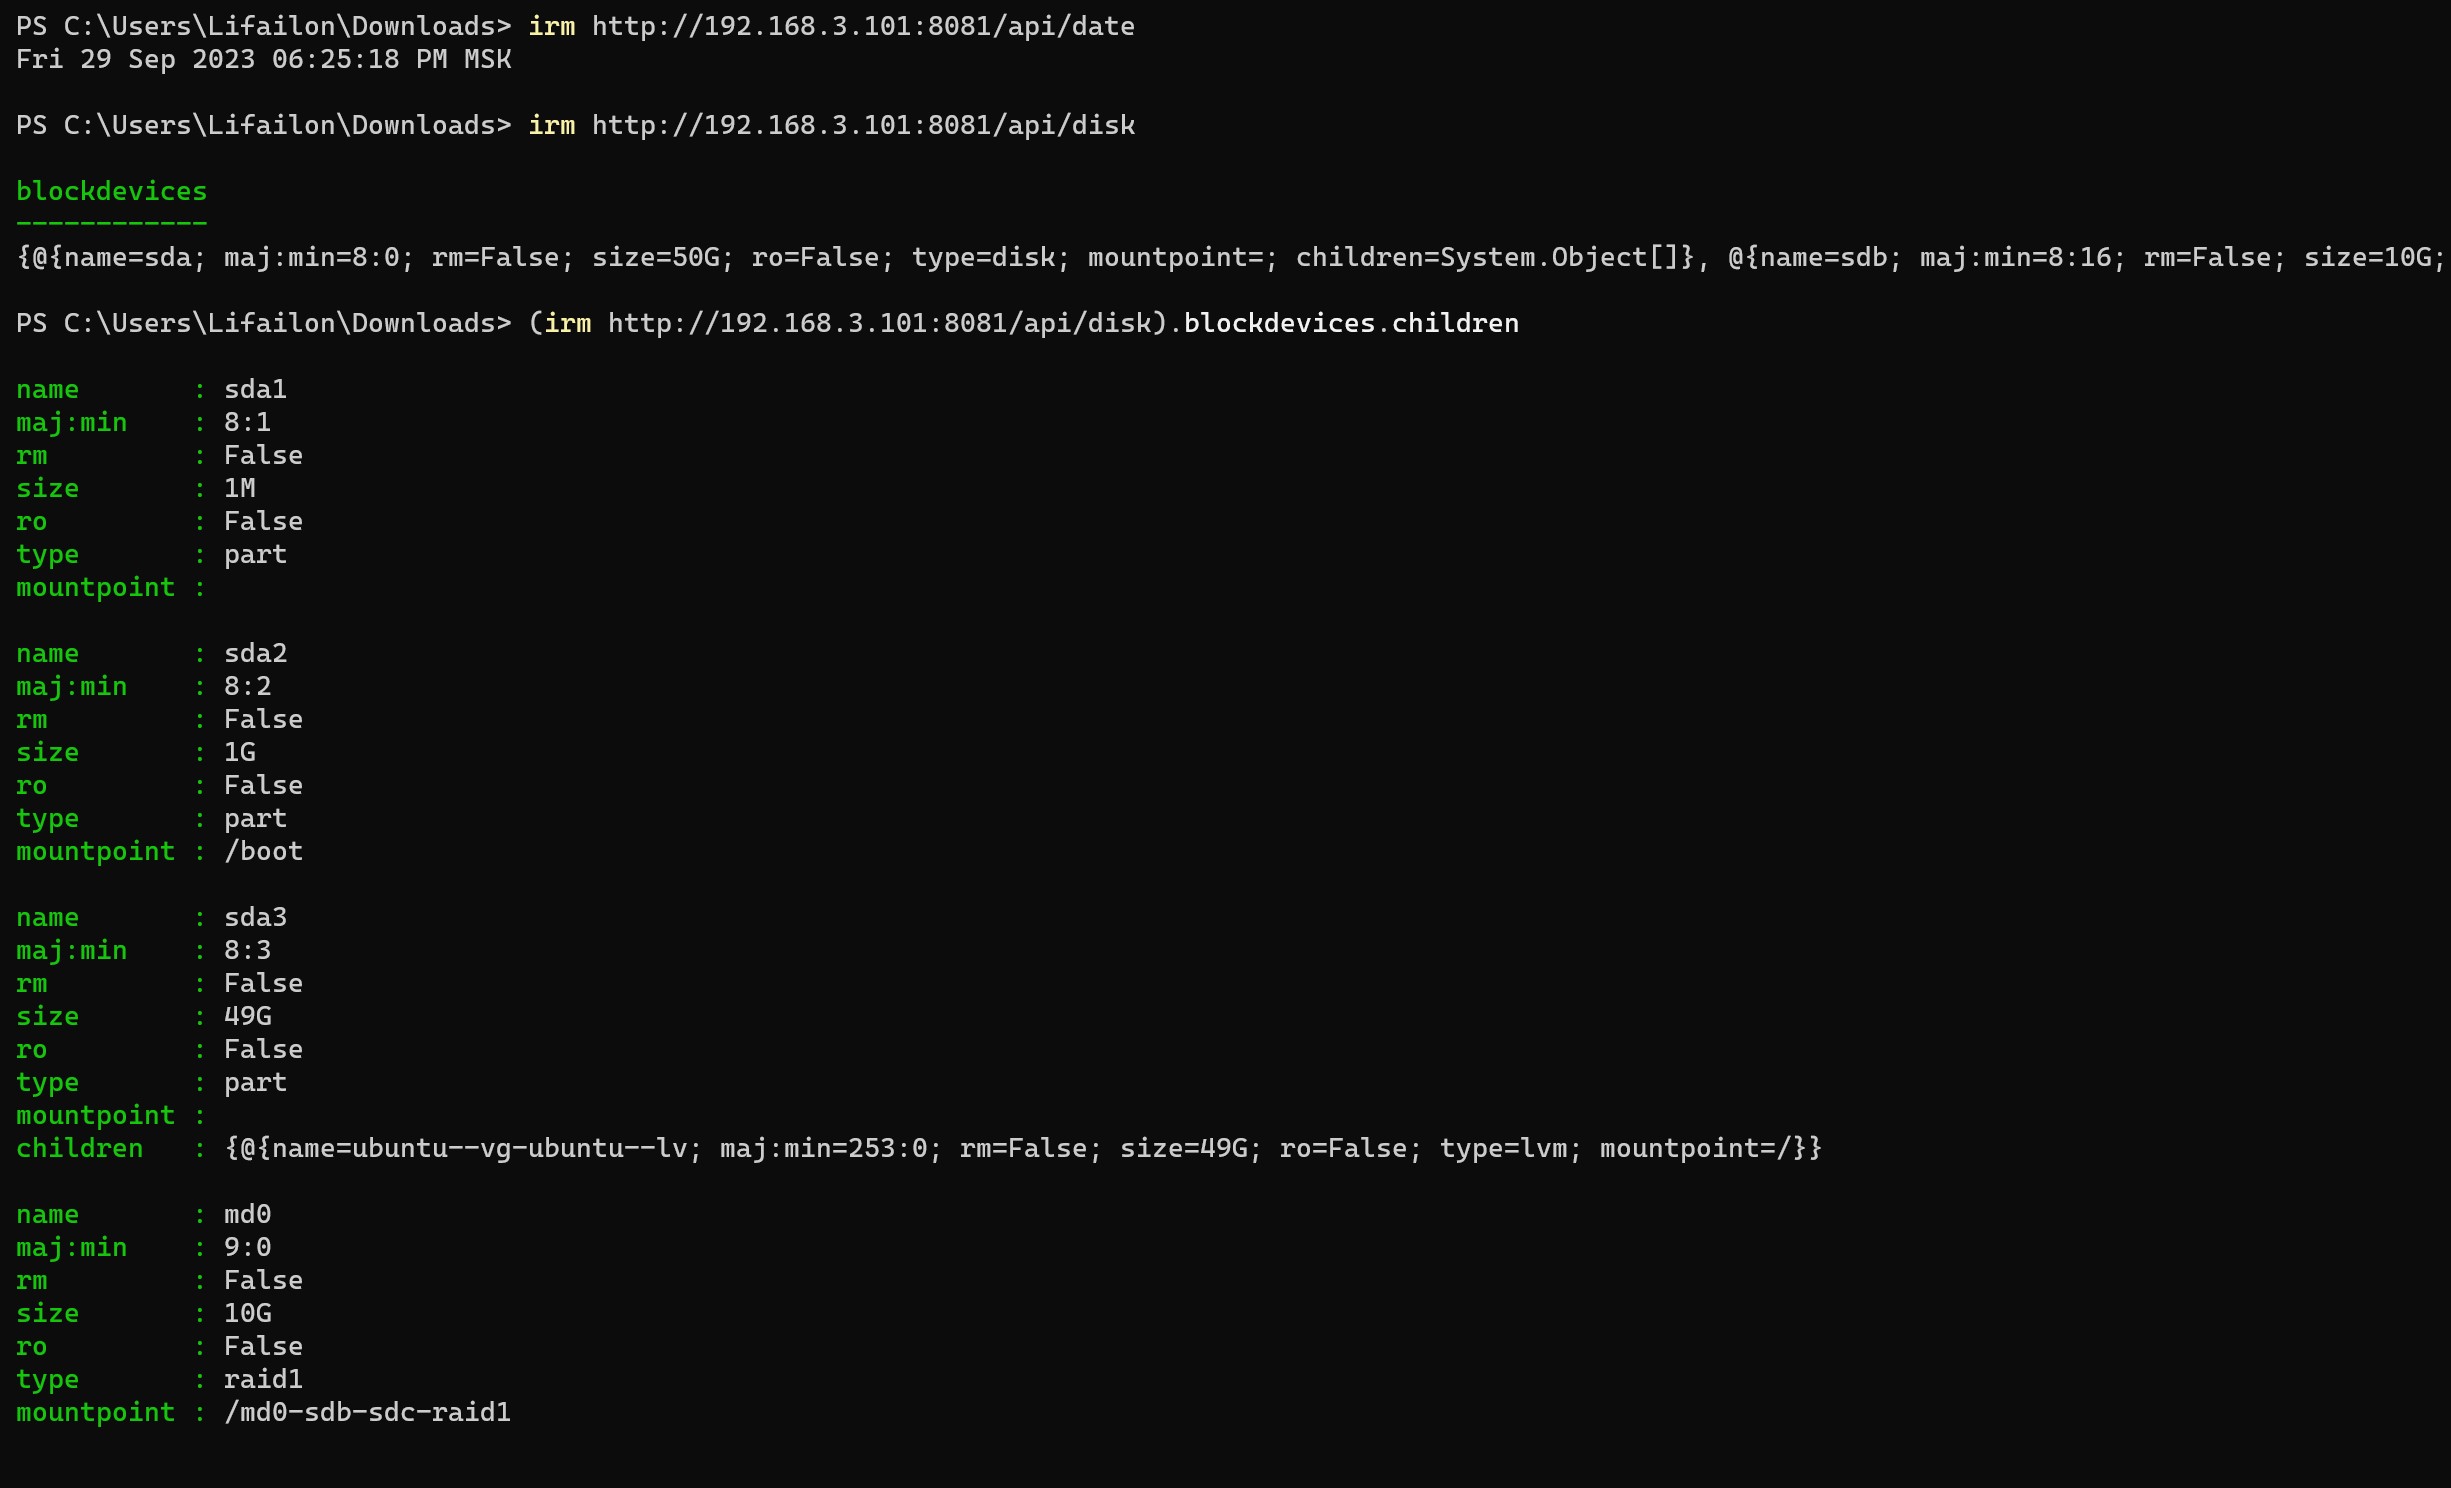 PS C:\Users\Lifailon\Downloads> irm http://192.168.3.101:8081/api/date
Fri 29 Sep 2023 06:25:18 PM MSK
PS C:\Users\Lifailon\Downloads> irm http://192.168.3.101:8081/api/disk
blockdevices
------------
{@{name=sda; maj:min=8:0; rm=False; size=50G; ro=False; type=disk; mountpoint=; children=System.Object[]}, @{name=sdb; maj:min=8:16; rm=False; size=10G;
PS C:\Users\Lifailon\Downloads> (irm http://192.168.3.101:8081/api/disk).blockdevices.children
name       : sda1
maj:min    : 8:1
rm         : False
size       : 1M
ro         : False
type       : part
mountpoint :
name       : sda2
maj:min    : 8:2
rm         : False
size       : 1G
ro         : False
type       : part
mountpoint : /boot
name       : sda3
maj:min    : 8:3
rm         : False
size       : 49G
ro         : False
type       : part
mountpoint :
children   : {@{name=ubuntu--vg-ubuntu--lv; maj:min=253:0; rm=False; size=49G; ro=False; type=lvm; mountpoint=/}}
name       : md0
maj:min    : 9:0
rm         : False
size       : 10G
ro         : False
type       : raid1
mountpoint : /md0-sdb-sdc-raid1